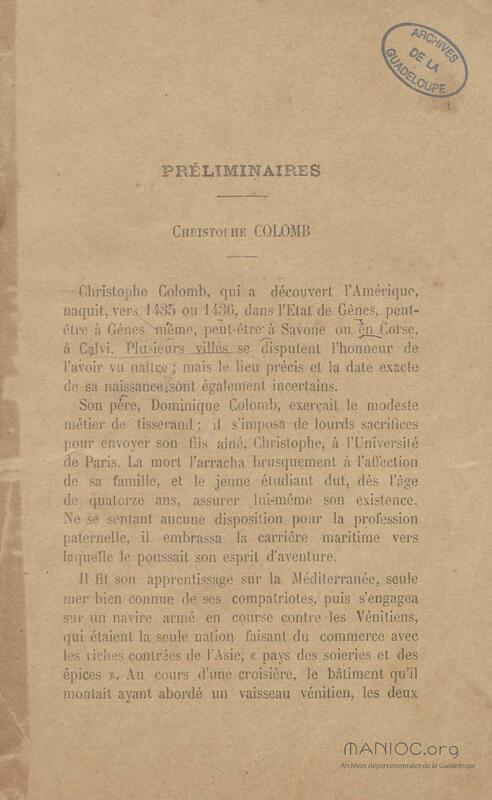 ARCHIVES
DE LA
GUADELOUPE
PRÉLIMINAIRES
CHRISTOPHE COLOMB
Christophe Colomb, qui a découvert l'Amérique,
naquit, vers 1435 ou 1436, dans l'Etat de Gênes, peut-
être à Gênes même, peut-être à Savone ou en Corse,
à Calvi. Plusieurs villes se disputent l'honneur de
l'avoir vu naître ; mais le lieu précis et la date exacte
de sa naissance sont également incertains.
Son père, Dominique Colomb, exerçait le modeste
métier de tisserand ; il s'imposa de lourds sacrifices
pour envoyer son fils aîné, Christophe, à l'Université
de Paris. La mort l'arracha brusquement à l'affection
de sa famille, et le jeune étudiant dut, dès l'âge
de quatorze ans, assurer lui-même son existence.
Ne se sentant aucune disposition pour la profession
paternelle, il embrassa la carrière maritime vers
laquelle le poussait son esprit d'aventure.
Il fit son apprentissage sur la Méditerranée, seule
mer bien connue de ses compatriotes, puis s'engagea
sur un navire armé en course contre les Vénitiens,
qui étaient la seule nation faisant du commerce avec
les riches contrées de l'Asie, « pays des soieries et des
épices ». Au cours d'une croisière, le bâtiment qu'il
montait ayant abordé un vaisseau vénitien, les deux
MANIOC.org
Archives départementales de la Guadeloupe